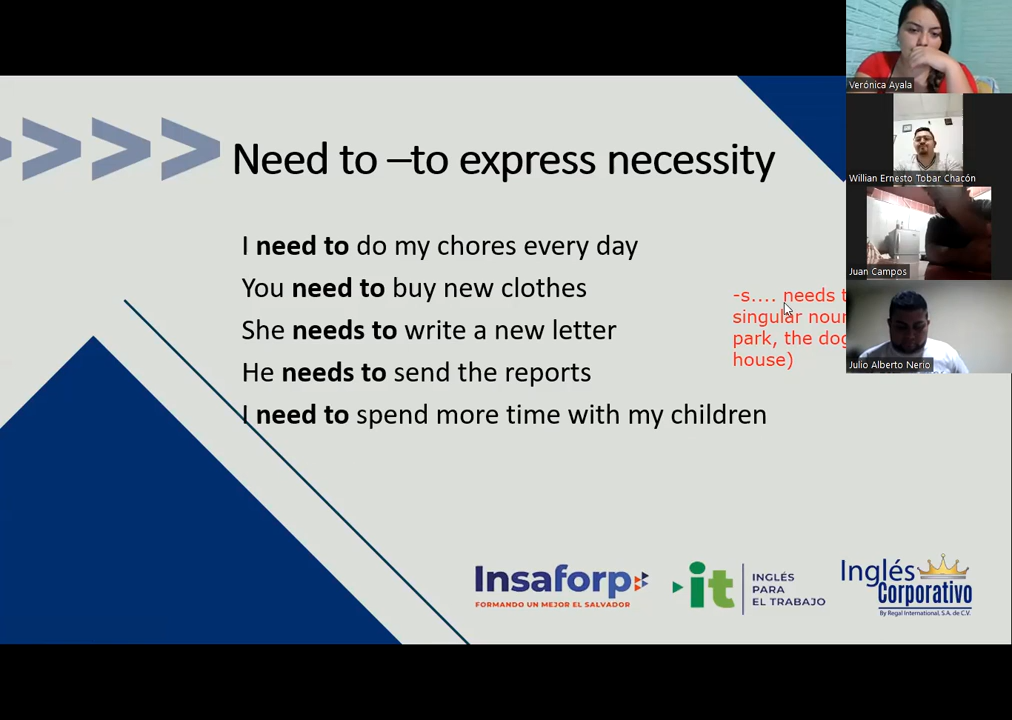 Need to –to express necessity
I need to do my chores every day
You need to buy new clothes
She needs to write a new letter
He needs to send the reports
I need to spend more time with my children
-s.... needs
singular
park, the dog
house)
Verónica Ayala
Willian Ernesto Tobar Chacón
Juan Campos
Julio Alberto Nerio
Insaforp
FORMANDO UN MEJOR EL SALVADOR
it
INGLÉS
PARA
EL TRABAJO
Inglés
Corporativo
By Regal International, S.A. de C.V.